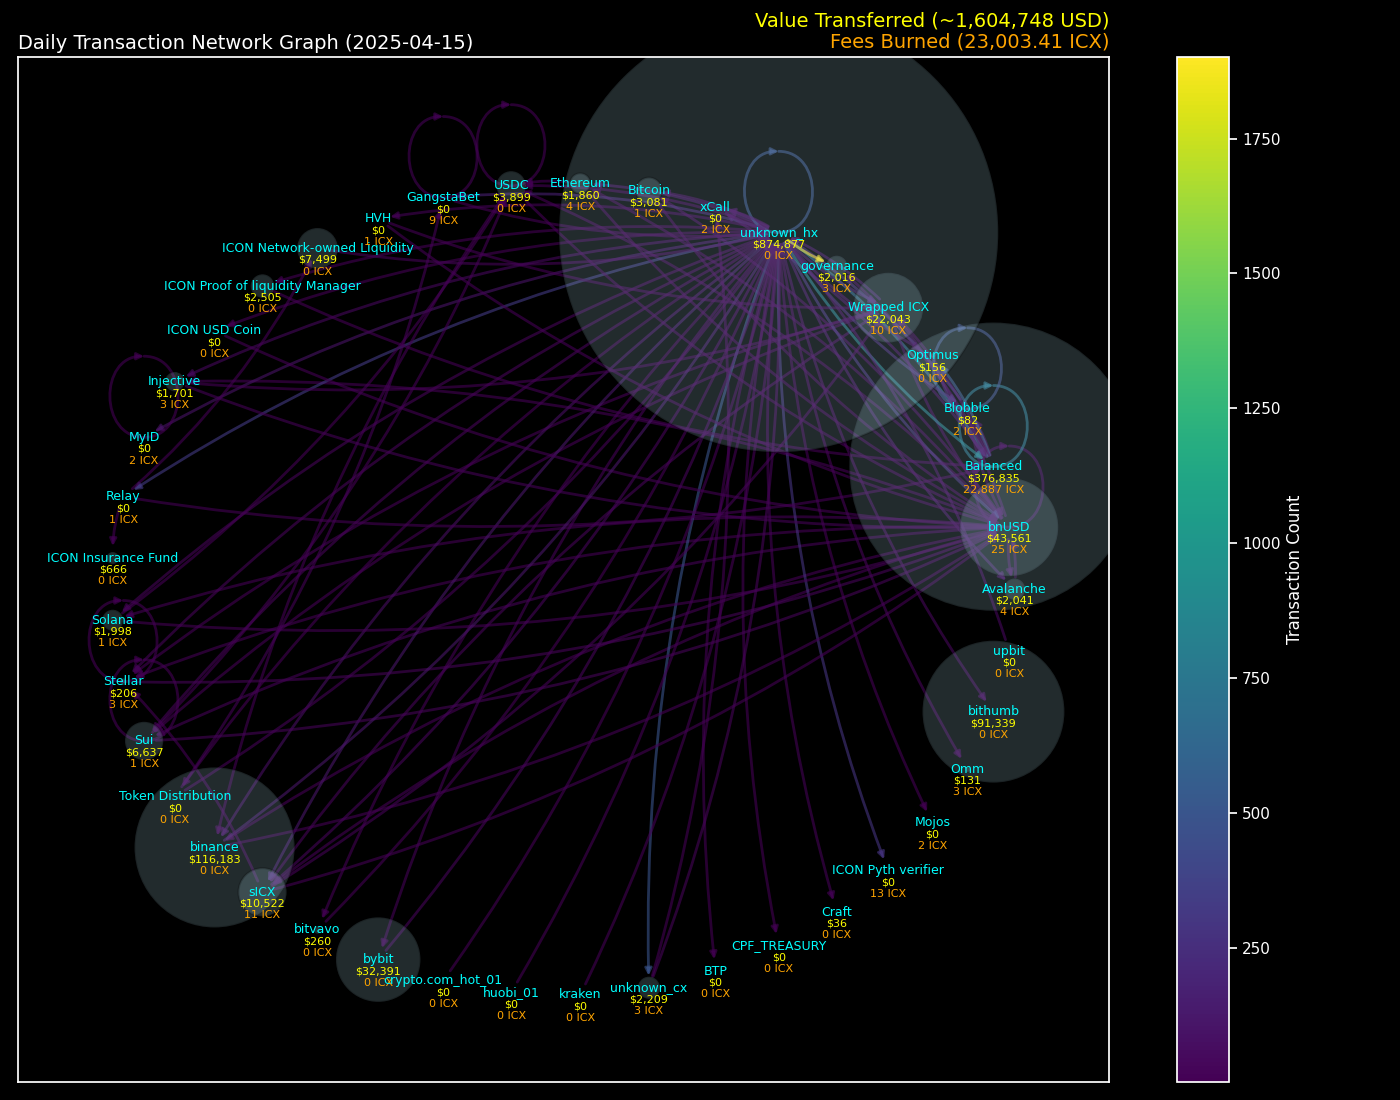 Value Transferred (~1,604,748 USD)
Daily Transaction Network Graph (2025-04-15)
Fees Burned (23,003.41 ICX)
USDC
$3,899
0 ICX
Ethereum
$1,860
4 ICX
Bitcoin
$3,081
1 ICX
GangstaBet
$0
9 ICX
xCall
$0
2 ICX
HVH
$0
1 ICX
unknown_hx
$874,877
0 ICX
ICON Network-owned Liquidity
$7,499
0 ICX
governance
$2,016
3 ICX
ICON Proof of liquidity Manager
$2,505
0 ICX
Wrapped ICX
$22,043
10 ICX
ICON USD Coin
$0
0 ICX
Optimus
$156
0 ICX
Injective
$1,701
3 ICX
Blobble
$82
2 ICX
MyID
$0
2 ICX
Balanced
$376,835
22,887 ICX
Relay
$0
1 ICX
bnUSD
$43,561
25 ICX
ICON Insurance Fund
$666
0 ICX
Avalanche
$2,041
4 ICX
Solana
$1,998
1 ICX
upbit
$0
0 ICX
Stellar
$206
3 ICX
bithumb
$91,339
0 ICX
Sui
$6,637
1 ICX
Omm
$131
3 ICX
Token Distribution
$0
0 ICX
Mojos
$0
2 ICX
binance
$116,183
0 ICX
ICON Pyth verifier
$0
13 ICX
sICX
$10,522
11 ICX
Craft
$36
0 ICX
bitvavo
$260
0 ICX
CPF_TREASURY
$0
0 ICX
bybit
$32,391
0 ICX
BTP
$0
0 ICX
crypto.com_hot_01
$0
0 ICX
huobi_01
$0
0 ICX
kraken
$0
0 ICX
unknown_cx
$2,209
3 ICX
1750
1500
1250
1000
750
500
250
Transaction Count